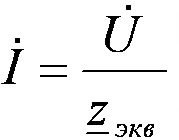 İ = U̇ / z̲ экв